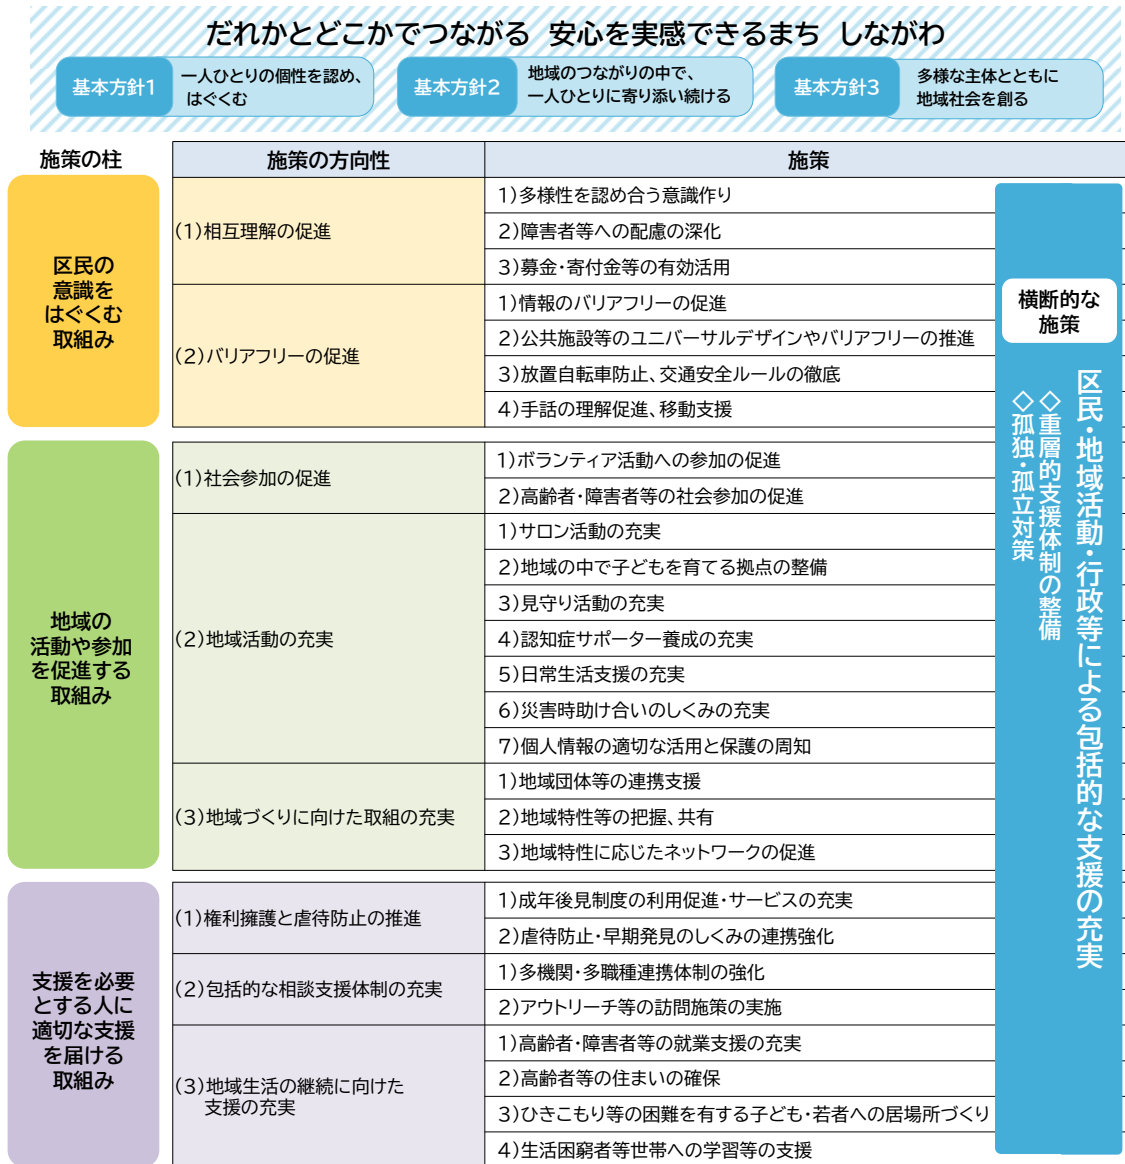 だれかとどこかでつながる 安心を実感できるまち しながわ
基本方針1
一人ひとりの個性を認め、
はぐくむ
基本方針2
地域のつながりの中で、
一人ひとりに寄り添い続ける
基本方針3
多様な主体とともに
地域社会を創る
施策の柱
施策の方向性
施策
区民の
意識を
はぐくむ
取組み
(1)相互理解の促進
1)多様性を認め合う意識作り
2)障害者等への配慮の深化
3)募金・寄付金等の有効活用
(2)バリアフリーの促進
1)情報のバリアフリーの促進
2)公共施設等のユニバーサルデザインやバリアフリーの推進
3)放置自転車防止、交通安全ルールの徹底
4)手話の理解促進、移動支援
地域の
活動や参加
を促進する
取組み
(1)社会参加の促進
1)ボランティア活動への参加の促進
2)高齢者・障害者等の社会参加の促進
(2)地域活動の充実
1)サロン活動の充実
2)地域の中で子どもを育てる拠点の整備
3)見守り活動の充実
4)認知症サポーター養成の充実
5)日常生活支援の充実
6)災害時助け合いのしくみの充実
7)個人情報の適切な活用と保護の周知
(3)地域づくりに向けた取組の充実
1)地域団体等の連携支援
2)地域特性等の把握、共有
3)地域特性に応じたネットワークの促進
支援を必要
とする人に
適切な支援
を届ける
取組み
(1)権利擁護と虐待防止の推進
1)成年後見制度の利用促進・サービスの充実
2)虐待防止・早期発見のしくみの連携強化
(2)包括的な相談支援体制の充実
1)多機関・多職種連携体制の強化
2)アウトリーチ等の訪問施策の実施
(3)地域生活の継続に向けた
支援の充実
1)高齢者・障害者等の就業支援の充実
2)高齢者等の住まいの確保
3)ひきこもり等の困難を有する子ども・若者への居場所づくり
4)生活困窮者等世帯への学習等の支援
横断的な
施策
区民・地域活動・行政等による包括的な支援の充実
◇重層的支援体制の整備
◇孤独・孤立対策